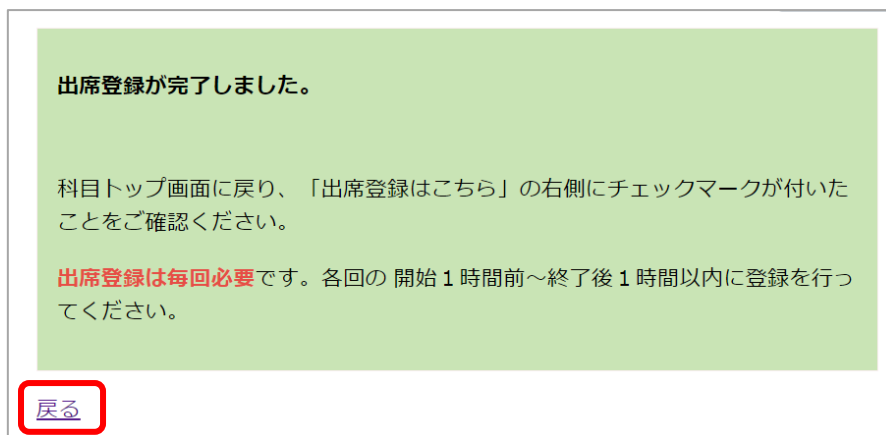 出席登録が完了しました。
科目トップ画面に戻り、「出席登録はこちら」の右側にチェックマークが付いた
ことをご確認ください。
出席登録は毎回必要です。各回の 開始１時間前～終了後１時間以内に登録を行っ
てください。
戻る